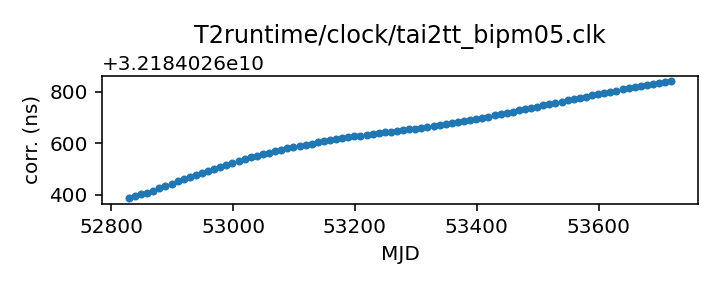 T2runtime/clock/tai2tt_bipm05.clk
+3.2184026e10
800
600
400
corr. (ns)
52800 53000 53200 53400 53600
MJD